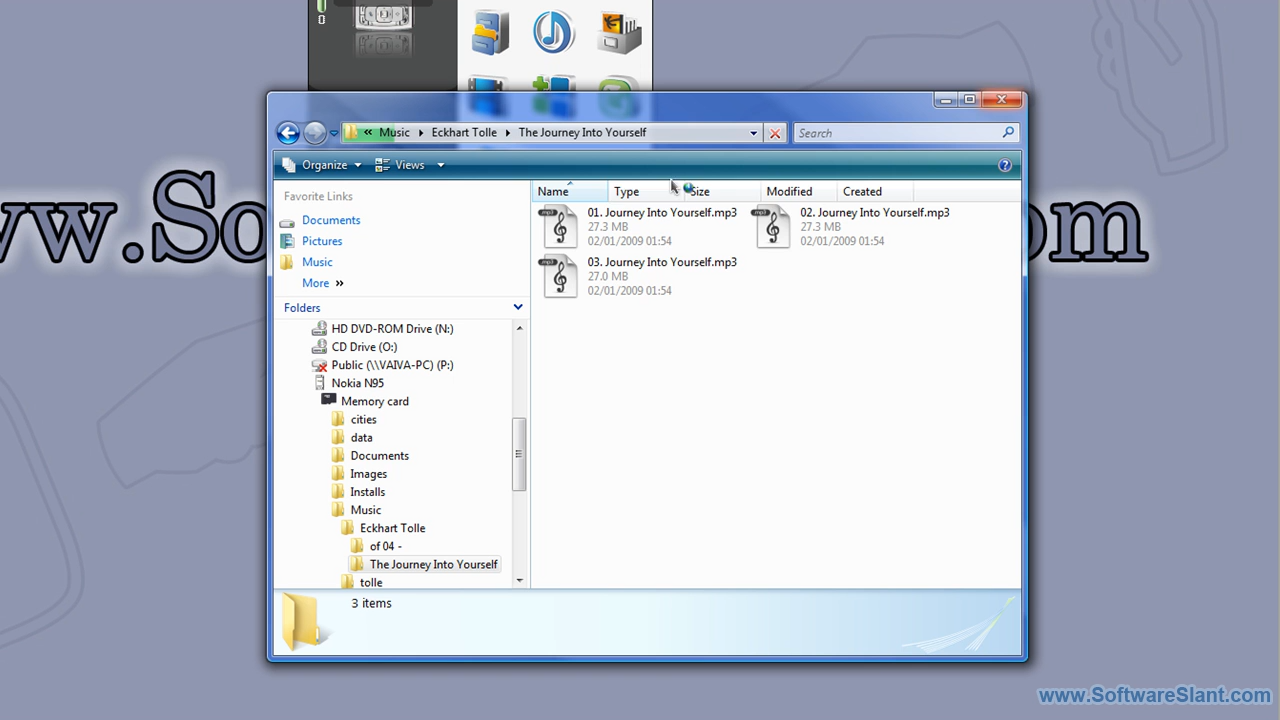 0
ww.So
om
« Music Eckhart Tolle The Journey Into Yourself
Search
Organize Views
Favorite Links
Documents
Pictures
Music
More »
Folders
HD DVD-ROM Drive (N:)
CD Drive (O:)
Public (\\VAIVA-PC) (P:)
Nokia N95
Memory card
cities
data
Documents
Images
Installs
Music
Eckhart Tolle
of 04 -
The Journey Into Yourself
tolle
Name Type Size Modified Created
mp3
01. Journey Into Yourself.mp3
27.3 MB
02/01/2009 01:54
mp3
02. Journey Into Yourself.mp3
27.3 MB
02/01/2009 01:54
mp3
03. Journey Into Yourself.mp3
27.0 MB
02/01/2009 01:54
3 items
www.SoftwareSlant.com